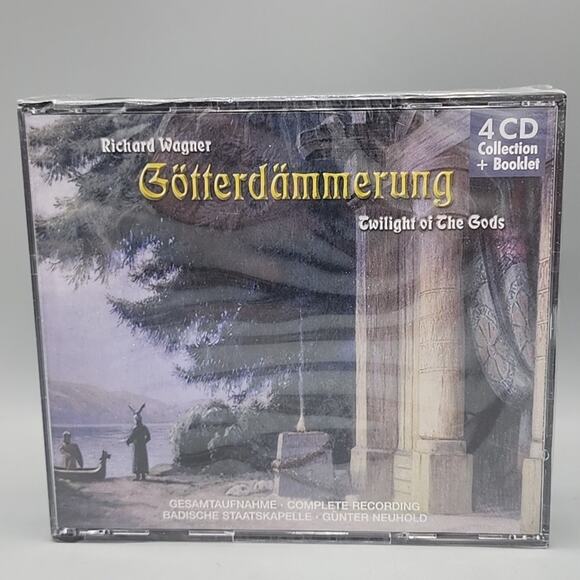 4 CD
Collection
+ Booklet
Richard Wagner
Götterdämmerung
Twilight of The Gods
GESAMTAUFNAHME · COMPLETE RECORDING
BADISCHE STAATSKAPELLE · GÜNTER NEUHOLD